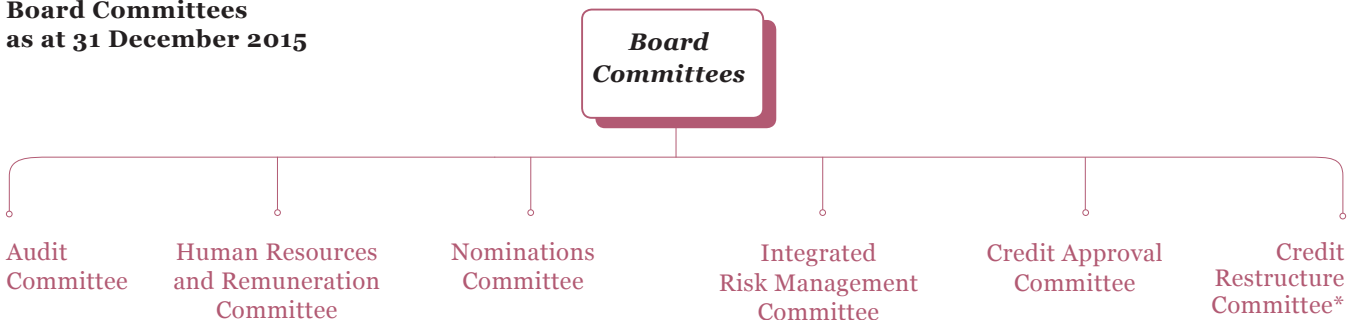 Board Committees
as at 31 December 2015
Board
Committees
Audit
Committee
Human Resources
and Remuneration
Committee
Nominations
Committee
Integrated
Risk Management
Committee
Credit Approval
Committee
Credit
Restructure
Committee*